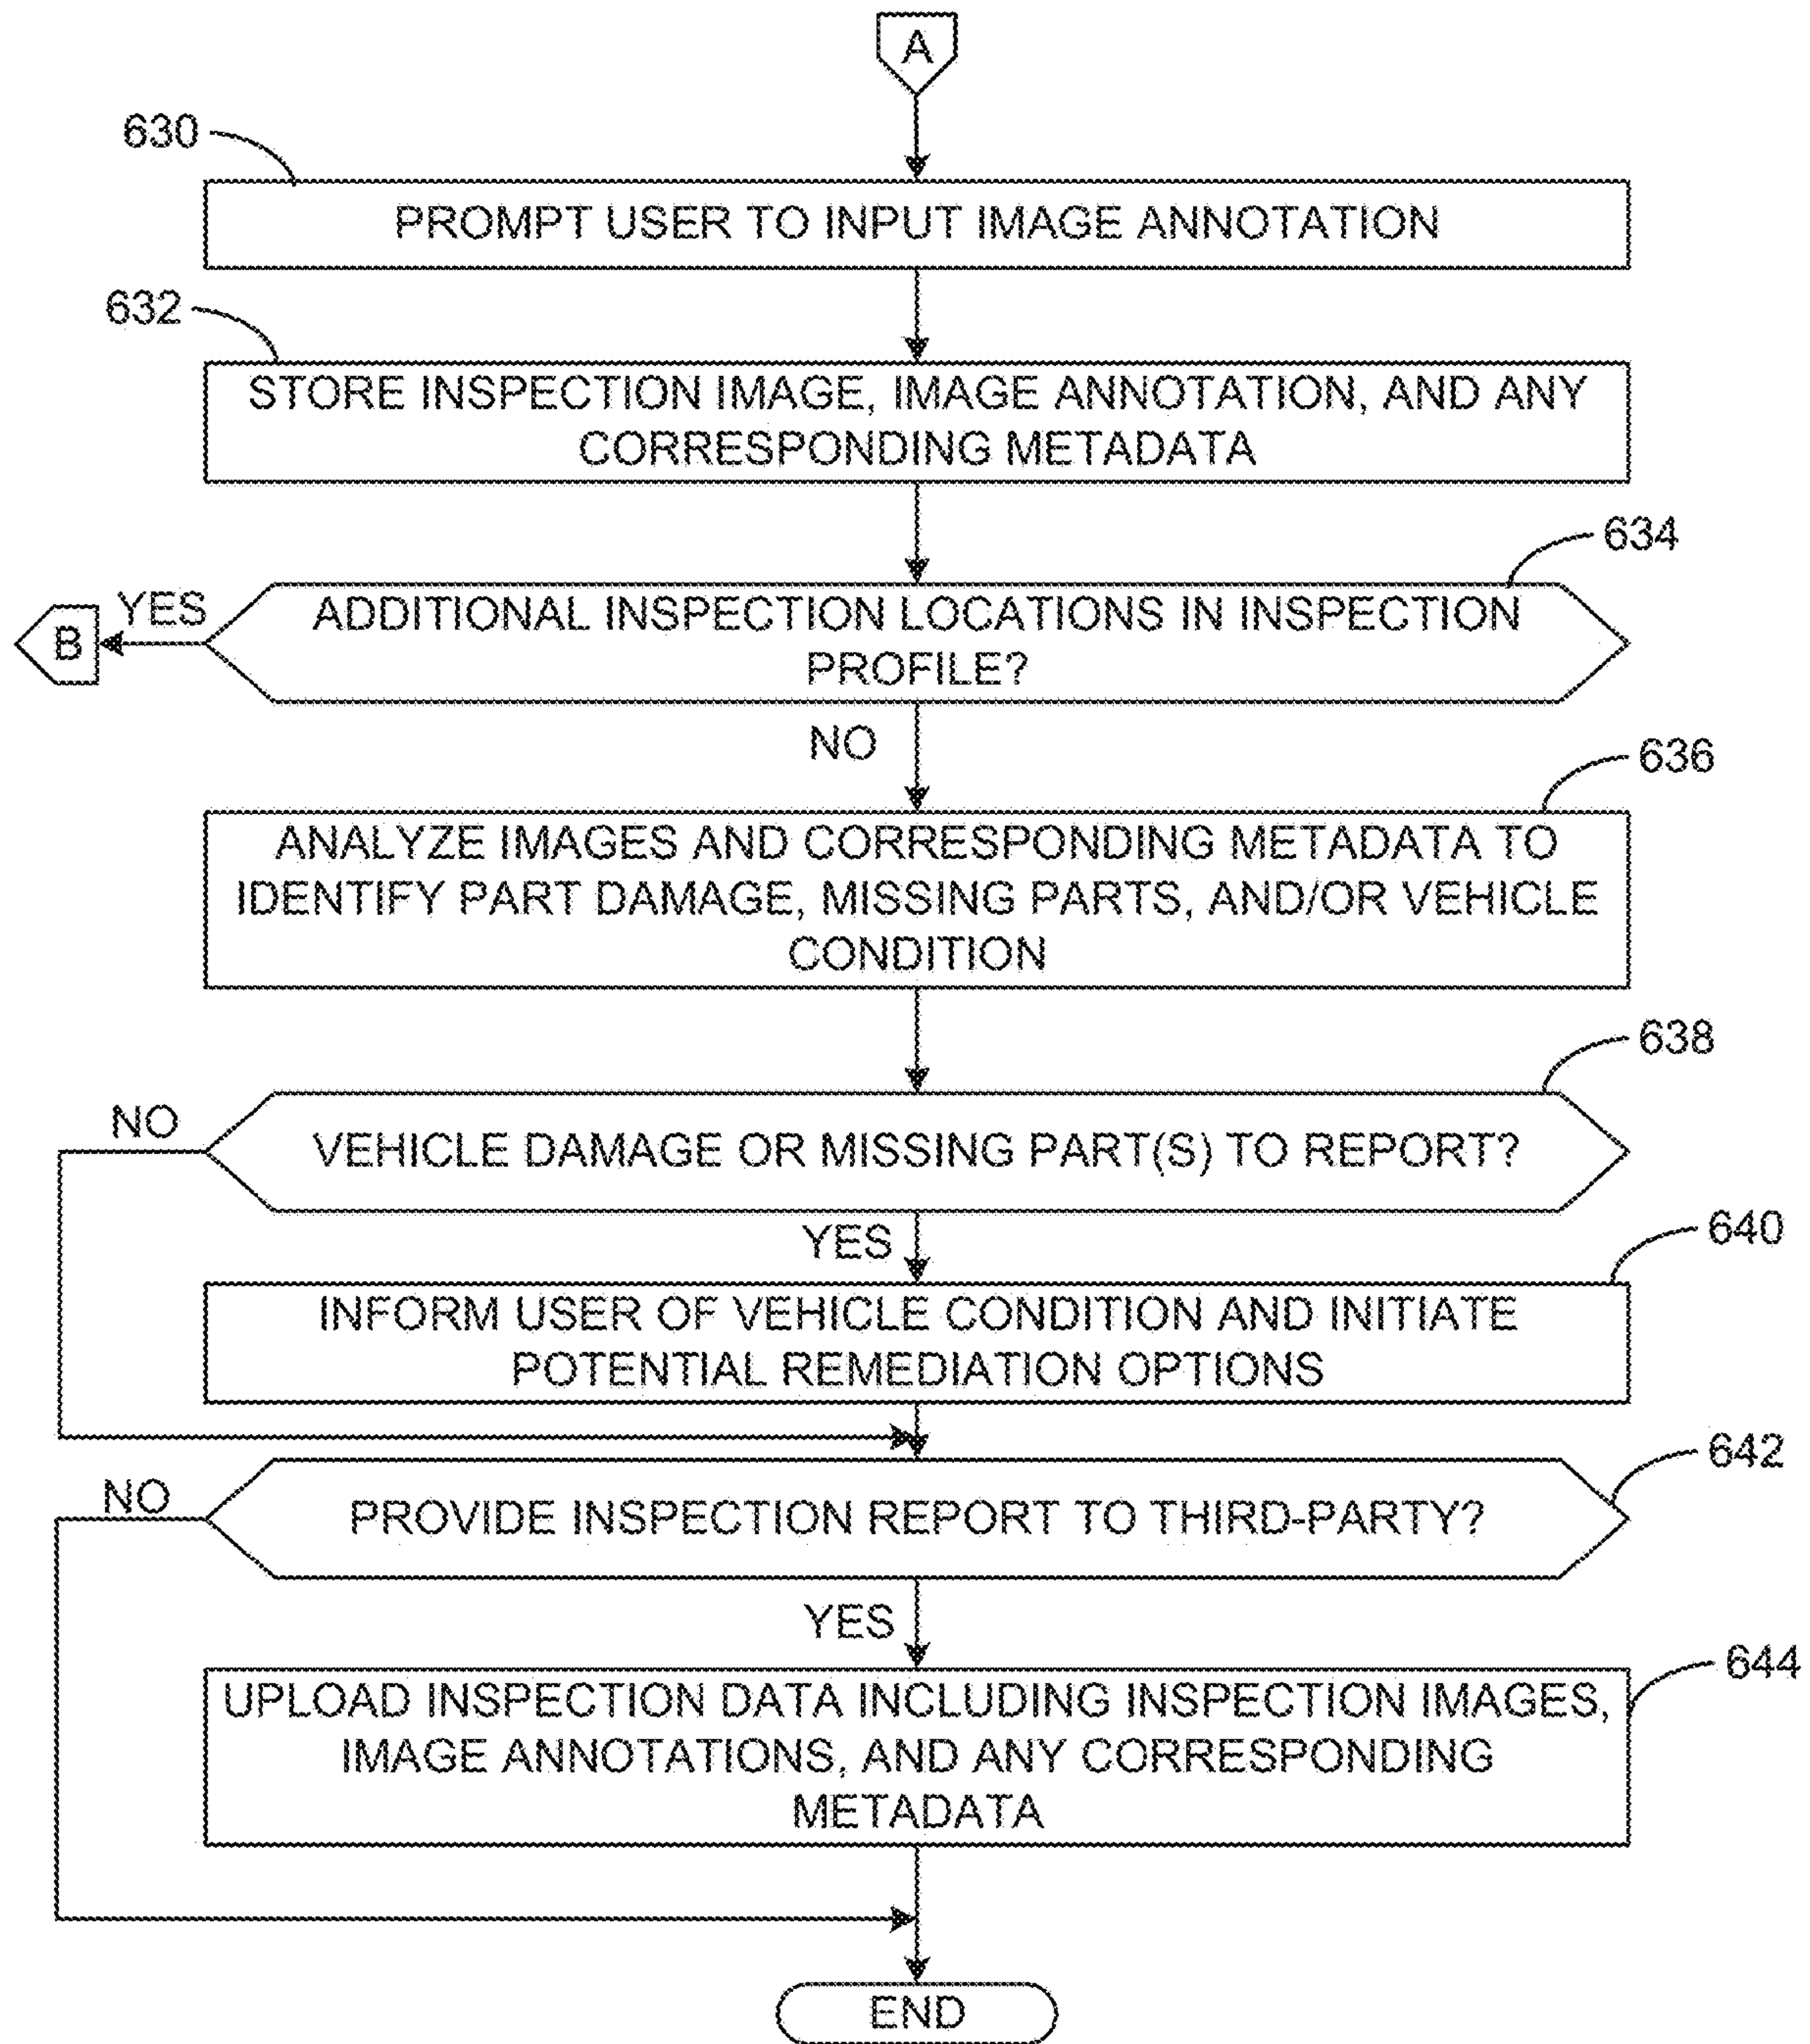 A
630
PROMPT USER TO INPUT IMAGE ANNOTATION
632
STORE INSPECTION IMAGE, IMAGE ANNOTATION, AND ANY
CORRESPONDING METADATA
634
ADDITIONAL INSPECTION LOCATIONS IN INSPECTION
PROFILE?
YES
B
NO
636
ANALYZE IMAGES AND CORRESPONDING METADATA TO
IDENTIFY PART DAMAGE, MISSING PARTS, AND/OR VEHICLE
CONDITION
638
NO
VEHICLE DAMAGE OR MISSING PART(S) TO REPORT?
YES
640
INFORM USER OF VEHICLE CONDITION AND INITIATE
POTENTIAL REMEDIATION OPTIONS
642
NO
PROVIDE INSPECTION REPORT TO THIRD-PARTY?
YES
644
UPLOAD INSPECTION DATA INCLUDING INSPECTION IMAGES,
IMAGE ANNOTATIONS, AND ANY CORRESPONDING
METADATA
END